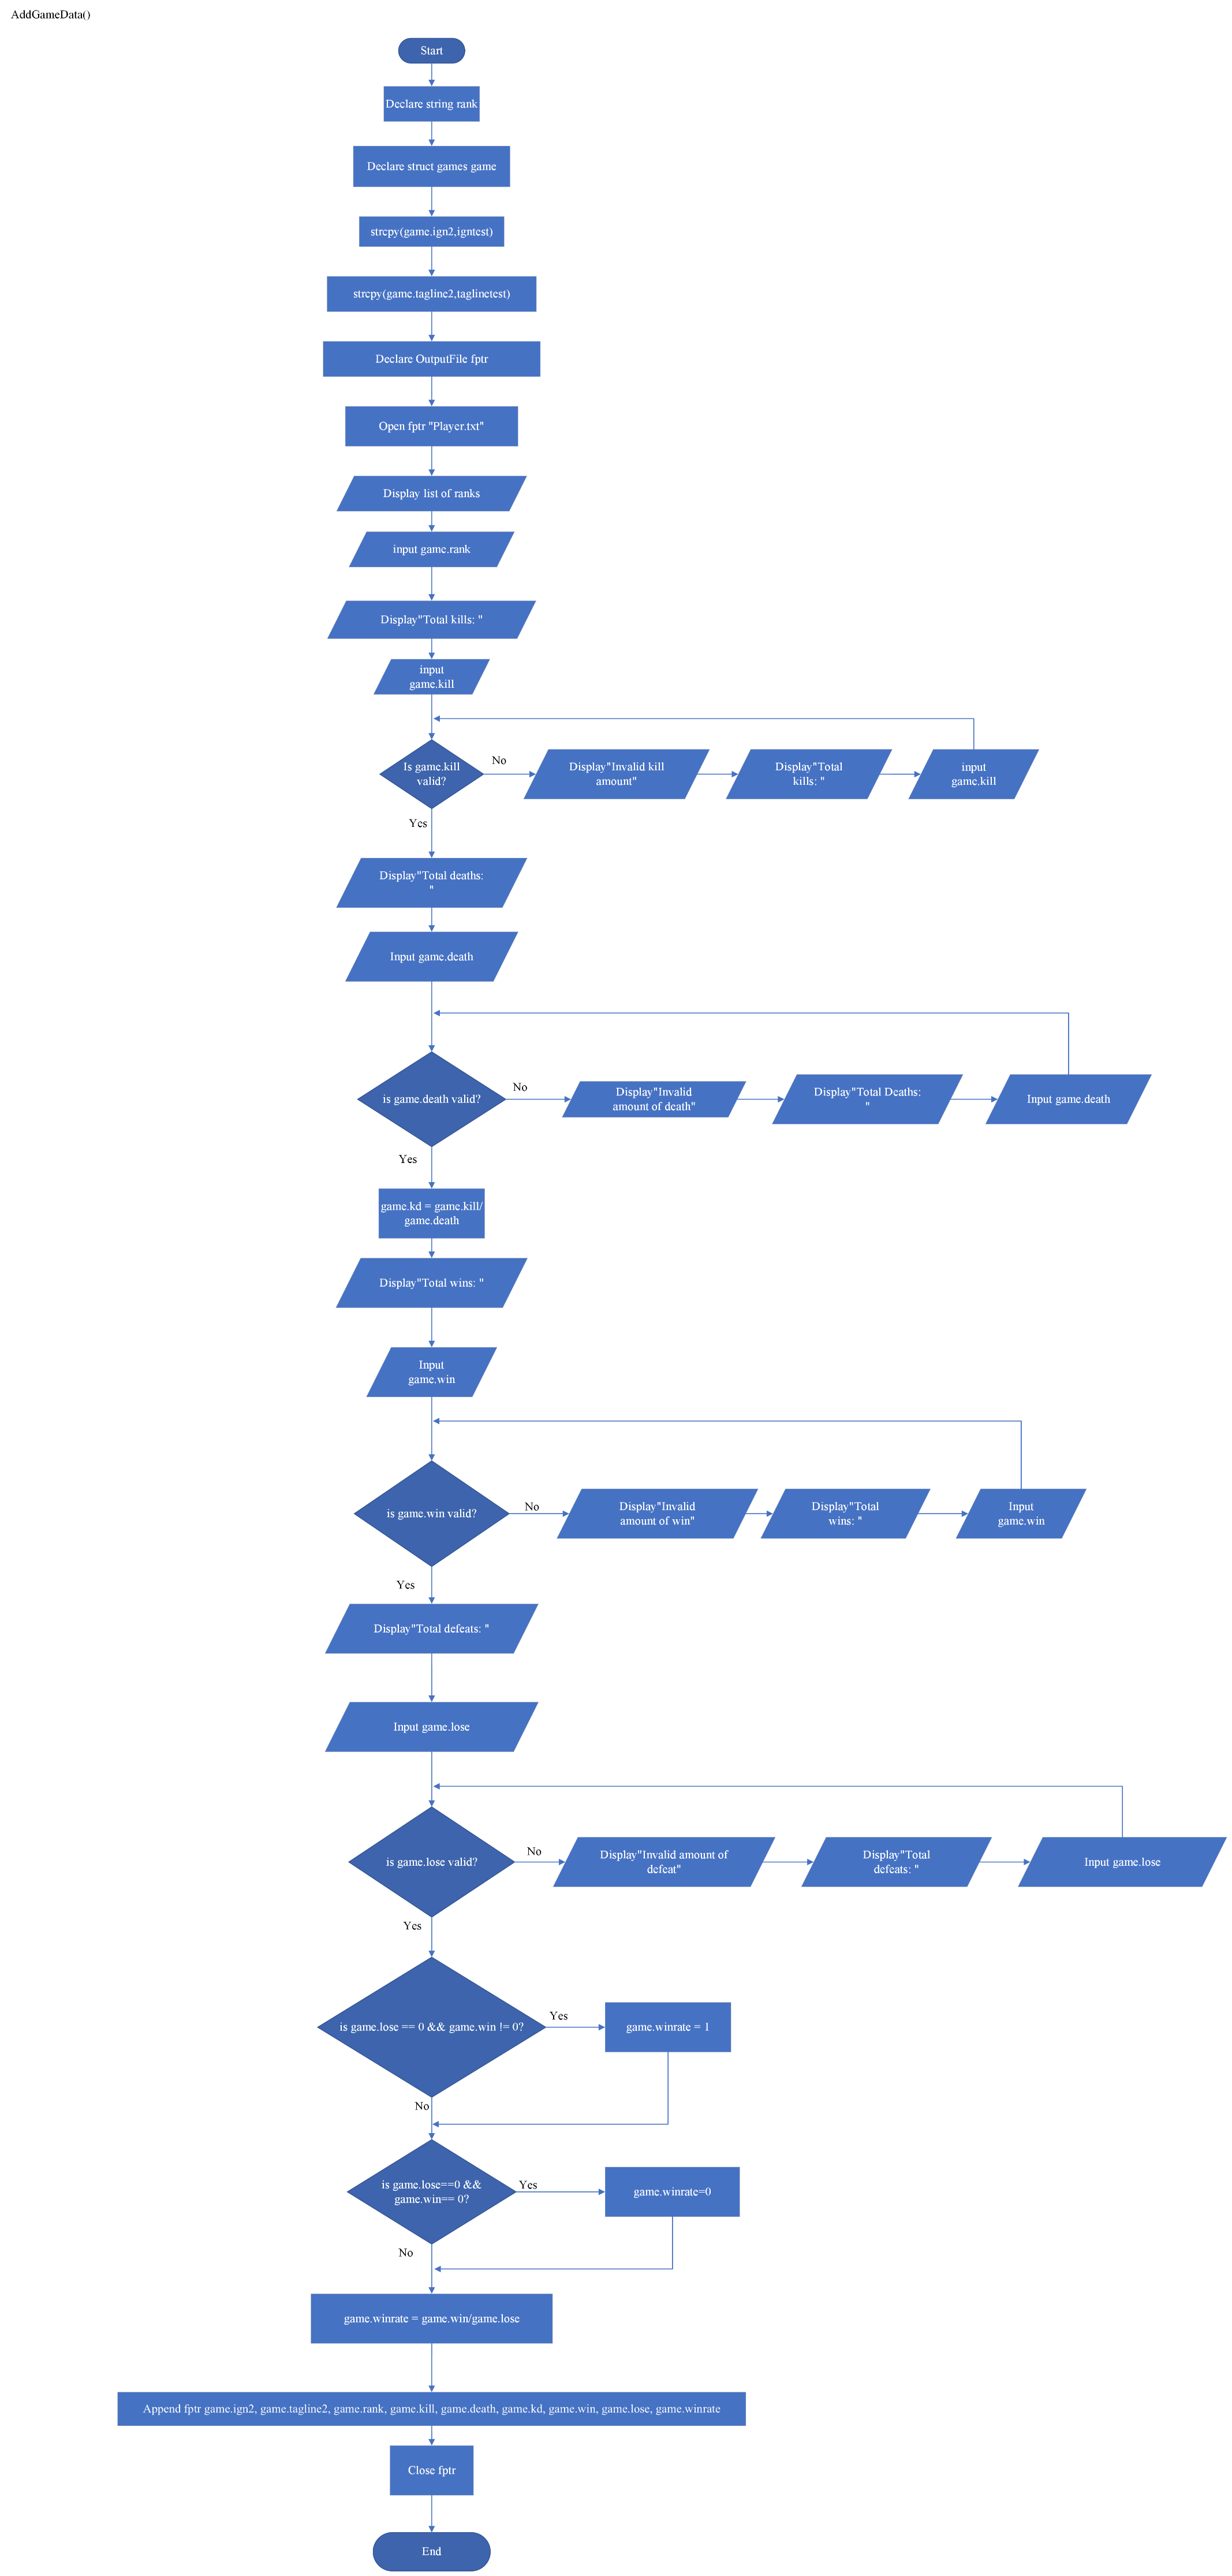 AddGameData()
Start
Declare string rank
Declare struct games game
strcpy(game.ign2,igntest)
strcpy(game.tagline2,taglinetest)
Declare OutputFile fptr
Open fptr "Player.txt"
Display list of ranks
input game.rank
Display"Total kills: "
input
game.kill
Is game.kill
valid?
No
Display"Invalid kill
amount"
Display"Total
kills: "
input
game.kill
Yes
Display"Total deaths:
"
Input game.death
is game.death valid?
No
Display"Invalid
amount of death"
Display"Total Deaths:
"
Input game.death
Yes
game.kd = game.kill/
game.death
Display"Total wins: "
Input
game.win
is game.win valid?
No
Display"Invalid
amount of win"
Display"Total
wins: "
Input
game.win
Yes
Display"Total defeats: "
Input game.lose
is game.lose valid?
No
Display"Invalid amount of
defeat"
Display"Total
defeats: "
Input game.lose
Yes
is game.lose == 0 && game.win != 0?
Yes
game.winrate = 1
No
is game.lose==0 &&
game.win== 0?
Yes
game.winrate=0
No
game.winrate = game.win/game.lose
Append fptr game.ign2, game.tagline2, game.rank, game.kill, game.death, game.kd, game.win, game.lose, game.winrate
Close fptr
End